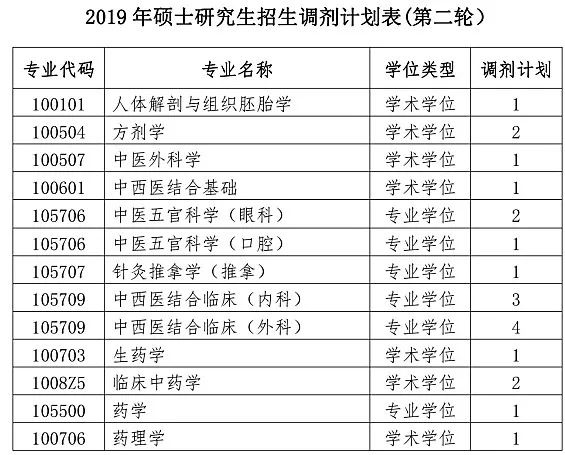 2019 年硕士研究生招生调剂计划表(第二轮）
专业代码 专业名称 学位类型 调剂计划
100101 人体解剖与组织胚胎学 学术学位 1
100504 方剂学 学术学位 2
100507 中医外科学 学术学位 1
100601 中西医结合基础 学术学位 1
105706 中医五官科学（眼科） 专业学位 2
105706 中医五官科学（口腔） 专业学位 1
105707 针灸推拿学（推拿） 专业学位 1
105709 中西医结合临床（内科） 专业学位 3
105709 中西医结合临床（外科） 专业学位 4
100703 生药学 学术学位 1
1008Z5 临床中药学 学术学位 2
105500 药学 专业学位 1
100706 药理学 学术学位 1